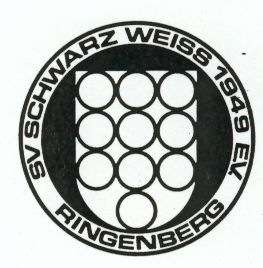 SV SCHWARZ WEISS 1949 E.V.
RINGENBERG